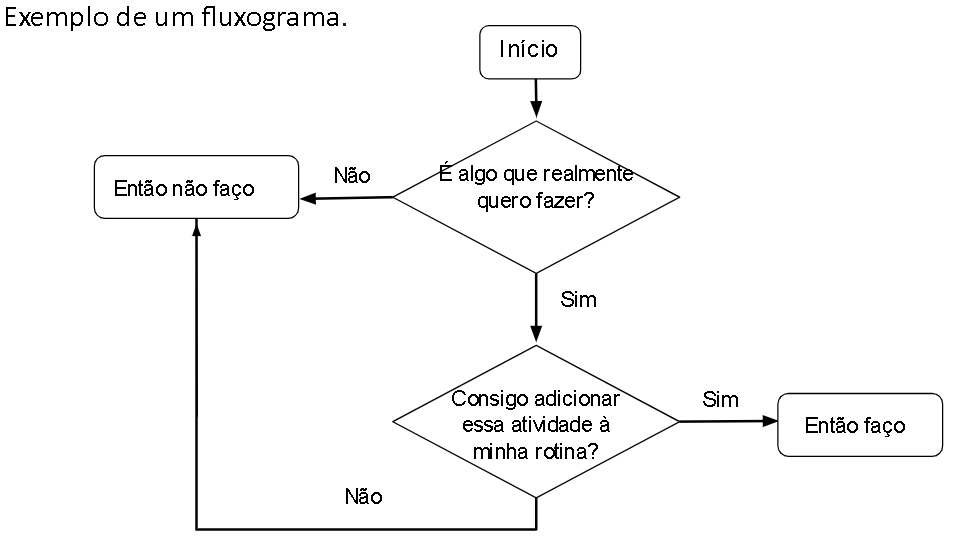 Exemplo de um fluxograma.
Início
É algo que realmente
quero fazer?
Não
Então não faço
Sim
Consigo adicionar
essa atividade à
minha rotina?
Sim
Então faço
Não